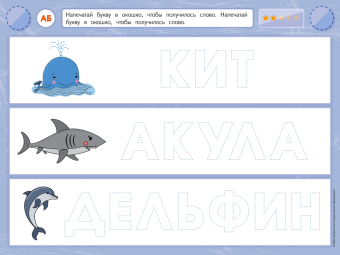 АБ
Напечатай букву в окошко, чтобы получилось слово. Напечатай
букву в окошко, чтобы получилось слово.
КИТ
АКУЛА
ДЕЛЬФИН